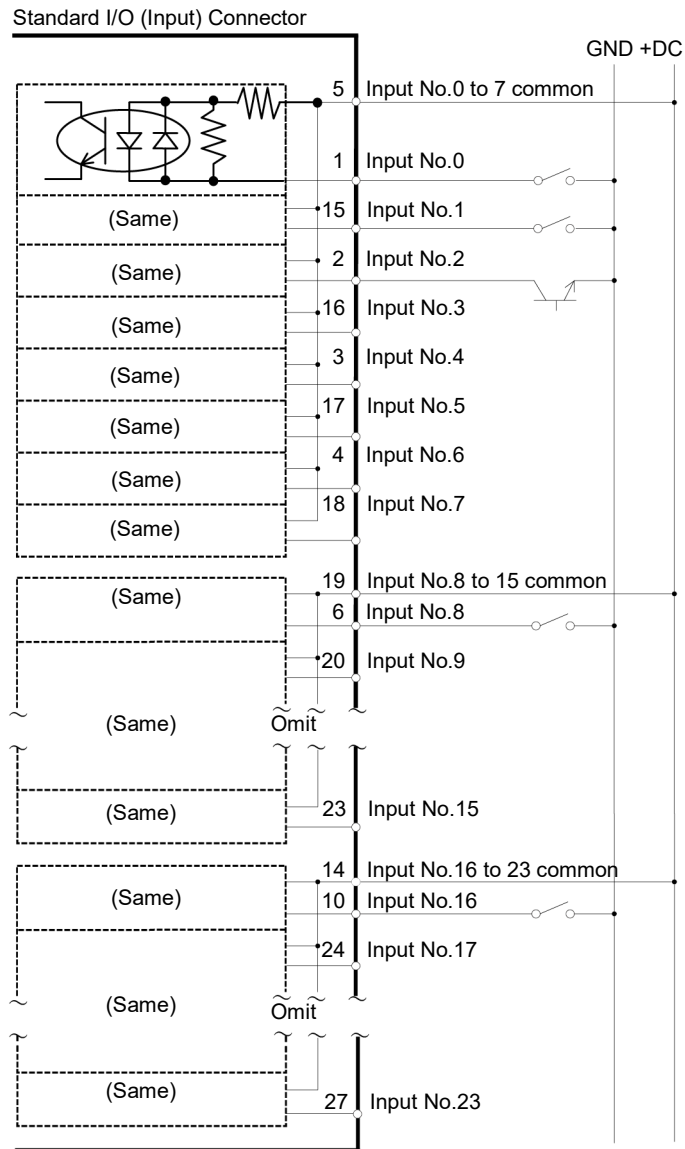 Standard I/O (Input) Connector
GND +DC
5 Input No.0 to 7 common
1 Input No.0
(Same) 15 Input No.1
(Same) 2 Input No.2
(Same) 16 Input No.3
(Same) 3 Input No.4
(Same) 17 Input No.5
(Same) 4 Input No.6
(Same) 18 Input No.7
(Same) 19 Input No.8 to 15 common
6 Input No.8
20 Input No.9
(Same) Omit
(Same) 23 Input No.15
14 Input No.16 to 23 common
(Same) 10 Input No.16
24 Input No.17
(Same) Omit
(Same) 27 Input No.23